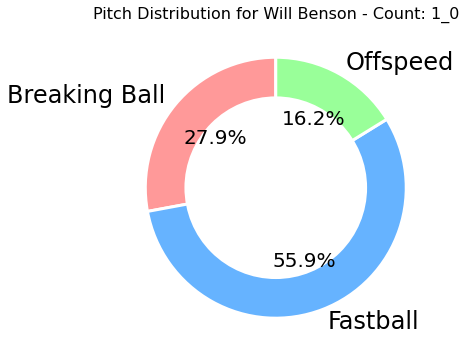 Pitch Distribution for Will Benson - Count: 1_0
Offspeed
Breaking Ball
16.2%
27.9%
55.9%
Fastball